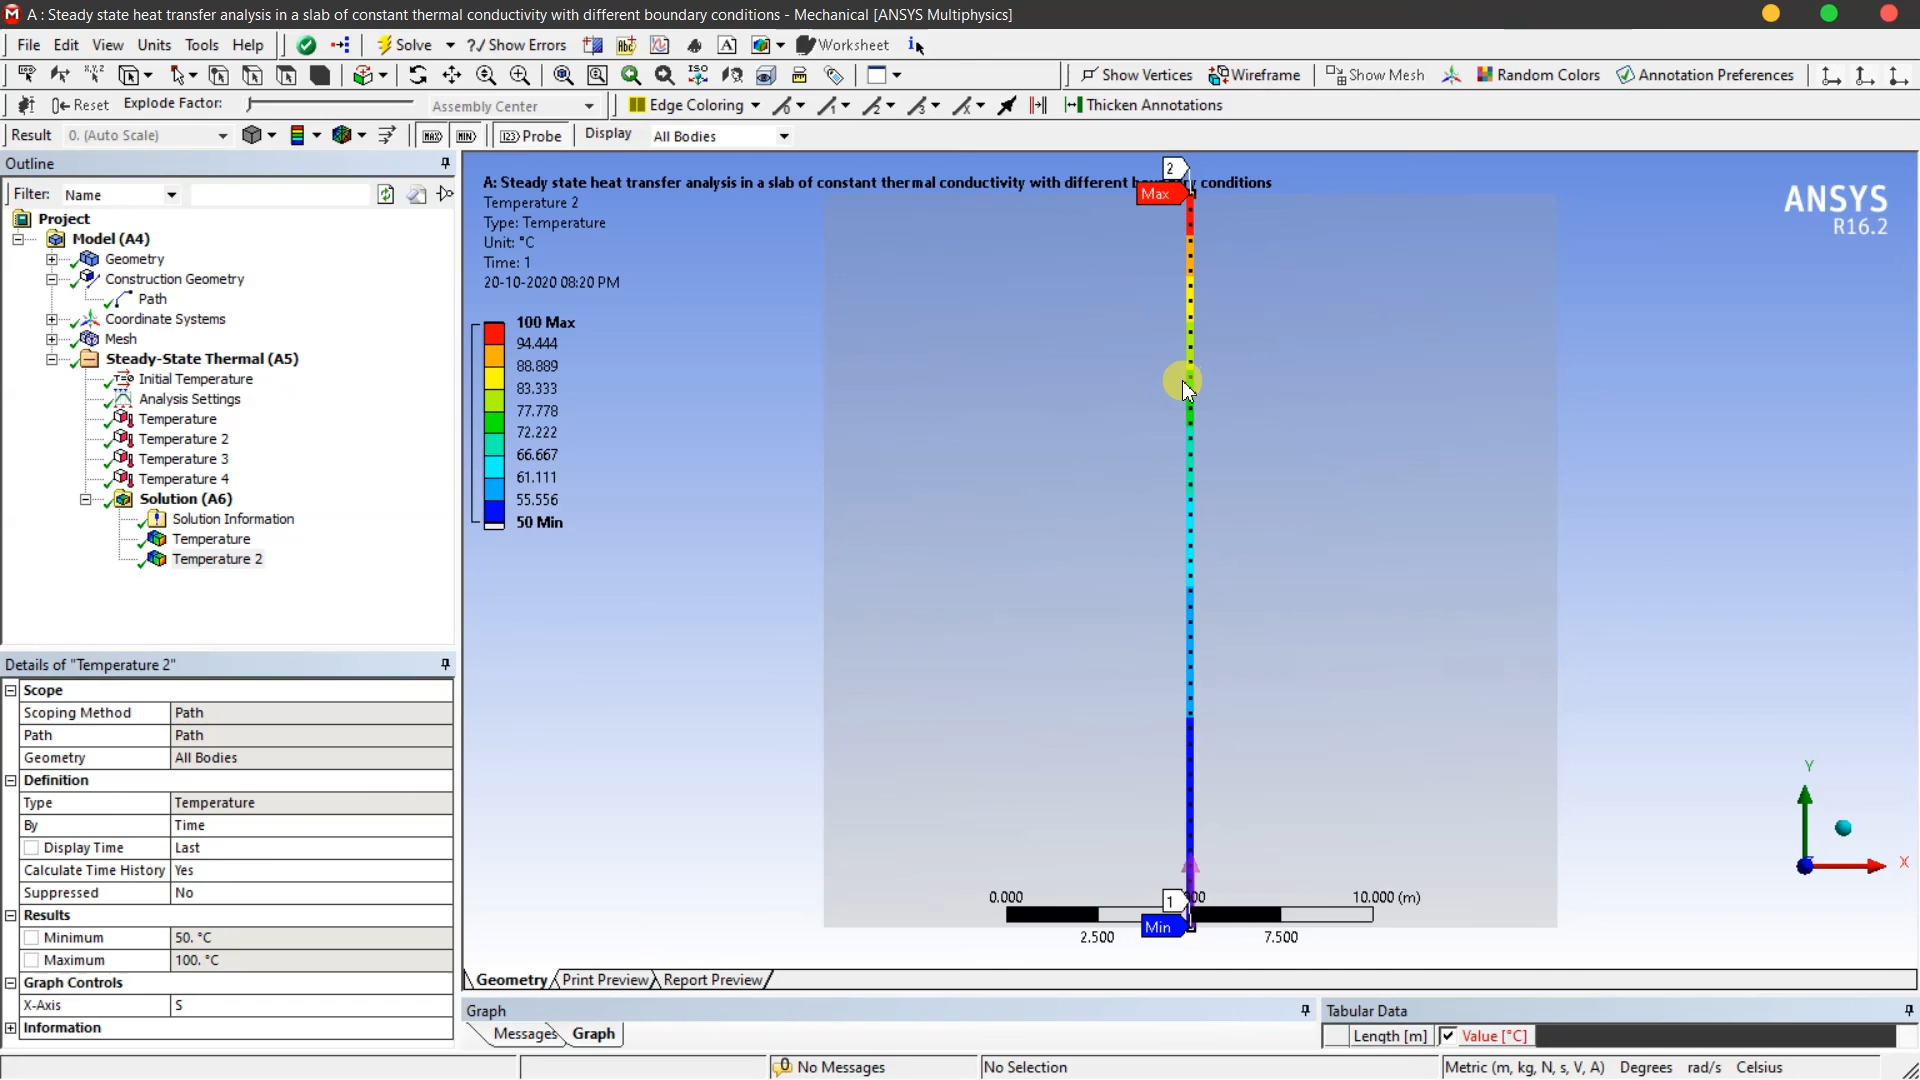 A : Steady state heat transfer analysis in a slab of constant thermal conductivity with different boundary conditions - Mechanical [ANSYS Multiphysics]
File Edit View Units Tools Help Solve ?/ Show Errors Worksheet
Show Vertices Wireframe Show Mesh Random Colors Annotation Preferences
Reset Explode Factor: Assembly Center Edge Coloring Thicken Annotations
Result 0. (Auto Scale) MAX MIN Probe Display All Bodies
Outline
Filter: Name
Project
Model (A4)
Geometry
Construction Geometry
Path
Coordinate Systems
Mesh
Steady-State Thermal (A5)
Initial Temperature
Analysis Settings
Temperature
Temperature 2
Temperature 3
Temperature 4
Solution (A6)
Solution Information
Temperature
Temperature 2
Details of "Temperature 2"
Scope
Scoping Method Path
Path Path
Geometry All Bodies
Definition
Type Temperature
By Time
Display Time Last
Calculate Time History Yes
Suppressed No
Results
Minimum 50. °C
Maximum 100. °C
Graph Controls
X-Axis S
Information
A: Steady state heat transfer analysis in a slab of constant thermal conductivity with different conditions
Temperature 2
Type: Temperature
Unit: °C
Time: 1
20-10-2020 08:20 PM
100 Max
94.444
88.889
83.333
77.778
72.222
66.667
61.111
55.556
50 Min
2
Max
1
Min
0.000 10.000 (m)
2.500 7.500
ANSYS
R16.2
Y
X
Geometry Print Preview Report Preview
Graph
Messages Graph
Tabular Data
Length [m] Value [°C]
No Messages No Selection Metric (m, kg, N, s, V, A) Degrees rad/s Celsius